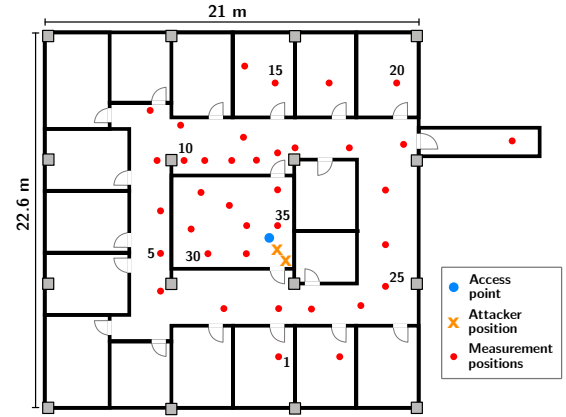 21 m
22.6 m
15
20
10
35
5
30
25
1
Access
point
Attacker
position
Measurement
positions